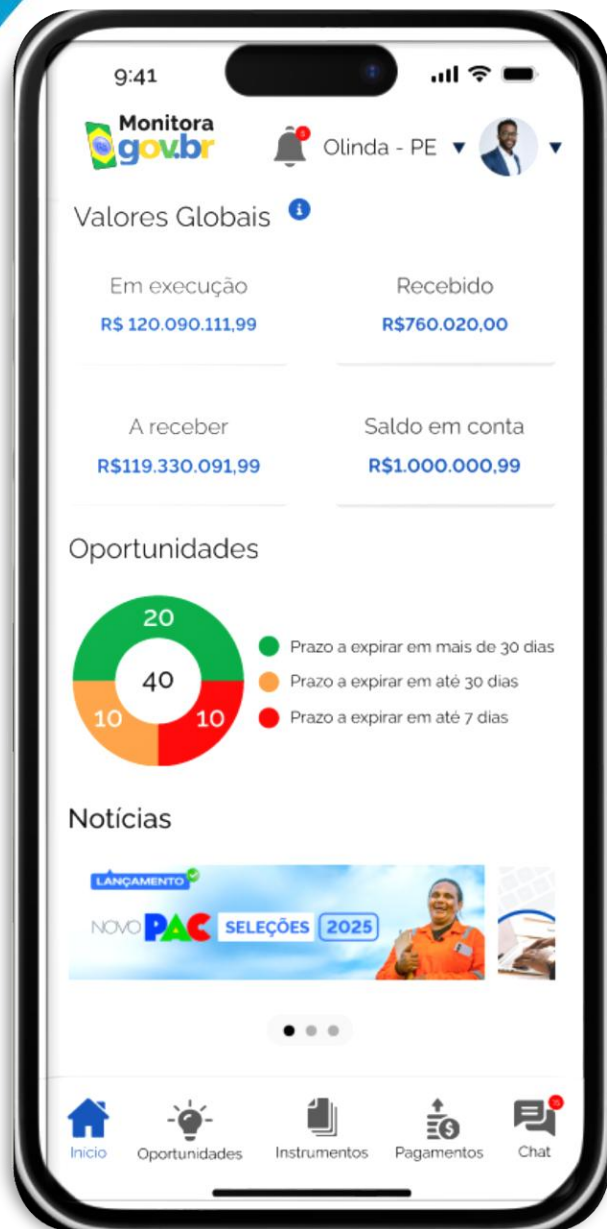 9:41
Monitora
gov.br
Olinda - PE
Valores Globais
Em execução
Recebido
R$ 120.090.111,99
R$760.020,00
A receber
Saldo em conta
R$119.330.091,99
R$1.000.000,99
Oportunidades
20
40
10
10
Prazo a expirar em mais de 30 dias
Prazo a expirar em até 30 dias
Prazo a expirar em até 7 dias
Notícias
LANÇAMENTO
NOVO PAC SELEÇÕES 2025
Início
Oportunidades
Instrumentos
Pagamentos
Chat